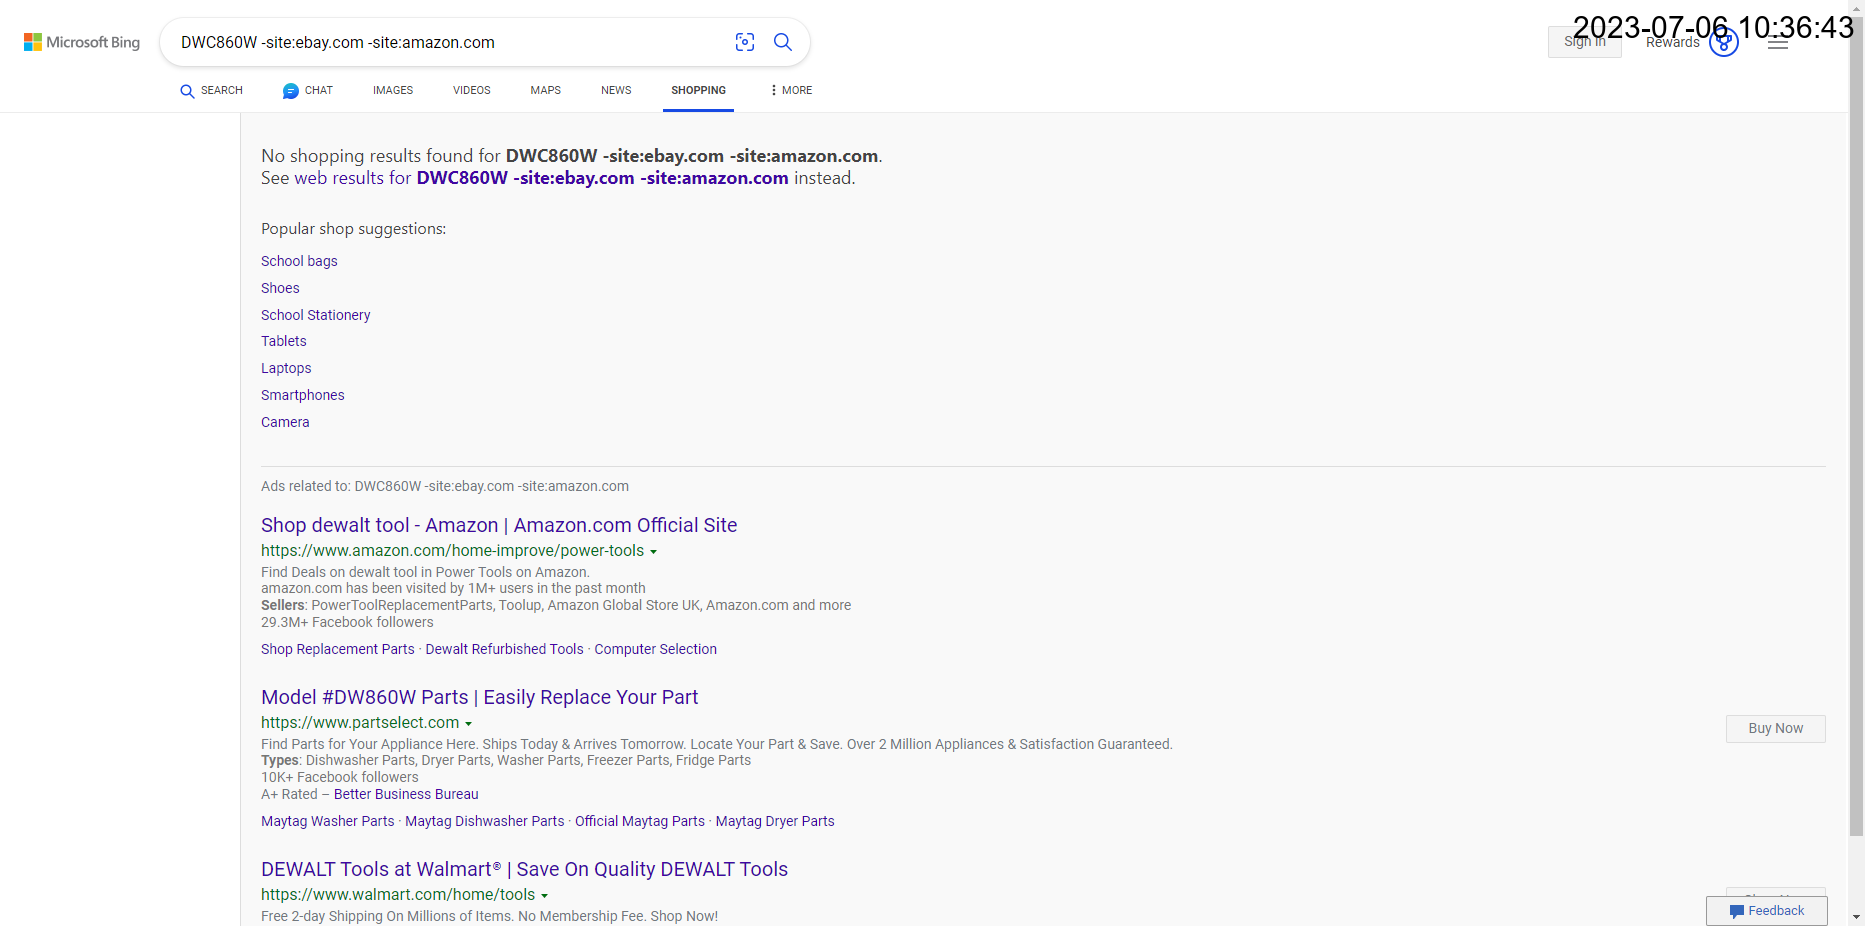 Microsoft Bing
DWC860W -site:ebay.com -site:amazon.com
2023-07-06 10:36:43
Sign in
Rewards
SEARCH
CHAT
IMAGES
VIDEOS
MAPS
NEWS
SHOPPING
MORE
No shopping results found for DWC860W -site:ebay.com -site:amazon.com.
See web results for DWC860W -site:ebay.com -site:amazon.com instead.
Popular shop suggestions:
School bags
Shoes
School Stationery
Tablets
Laptops
Smartphones
Camera
Ads related to: DWC860W -site:ebay.com -site:amazon.com
Shop dewalt tool - Amazon | Amazon.com Official Site
https://www.amazon.com/home-improve/power-tools
Find Deals on dewalt tool in Power Tools on Amazon.
amazon.com has been visited by 1M+ users in the past month
Sellers: PowerToolReplacementParts, Toolup, Amazon Global Store UK, Amazon.com and more
29.3M+ Facebook followers
Shop Replacement Parts · Dewalt Refurbished Tools · Computer Selection
Model #DW860W Parts | Easily Replace Your Part
https://www.partselect.com
Buy Now
Find Parts for Your Appliance Here. Ships Today & Arrives Tomorrow. Locate Your Part & Save. Over 2 Million Appliances & Satisfaction Guaranteed.
Types: Dishwasher Parts, Dryer Parts, Washer Parts, Freezer Parts, Fridge Parts
10K+ Facebook followers
A+ Rated – Better Business Bureau
Maytag Washer Parts · Maytag Dishwasher Parts · Official Maytag Parts · Maytag Dryer Parts
DEWALT Tools at Walmart® | Save On Quality DEWALT Tools
https://www.walmart.com/home/tools
Free 2-day Shipping On Millions of Items. No Membership Fee. Shop Now!
Feedback